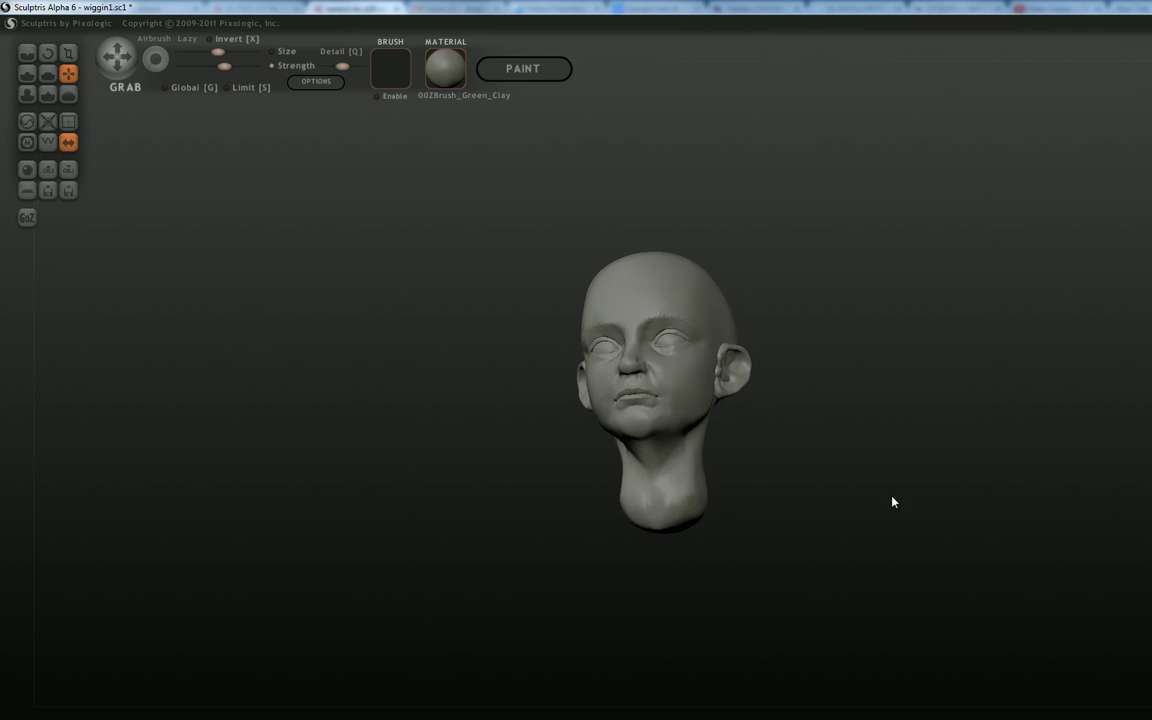 Sculptris Alpha 6 - wiggin1.sc1 *
Sculptris by Pixologic   Copyright © 2009-2011 Pixologic, Inc.
Airbrush Lazy Invert [X]
Size
Detail [Q]
Strength
GRAB
Global [G] Limit [S]
OPTIONS
BRUSH
Enable
MATERIAL
00ZBrush_Green_Clay
PAINT
GoZ